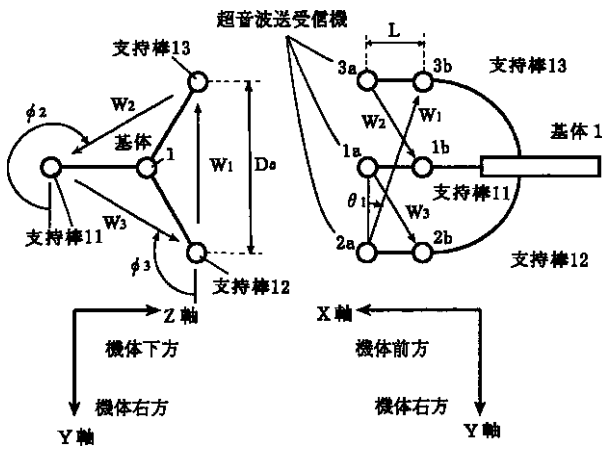 超音波送受信機
支持棒13
φ2
W2
基体
1
W1
Da
W3
支持棒11
φ3
支持棒12
Z軸
機体下方
機体右方
Y軸
L
3a
3b
支持棒13
W2
W1
基体1
1a
1b
支持棒11
θ1
W3
2a
2b
支持棒12
X軸
機体前方
機体右方
Y軸